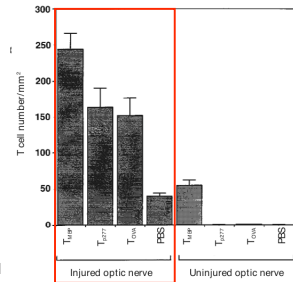 300
250
200
150
100
50
0
T cell number/mm²
T_MBP
T_p277
T_OVA
PBS
T_MBP
T_p277
T_OVA
PBS
Injured optic nerve
Uninjured optic nerve